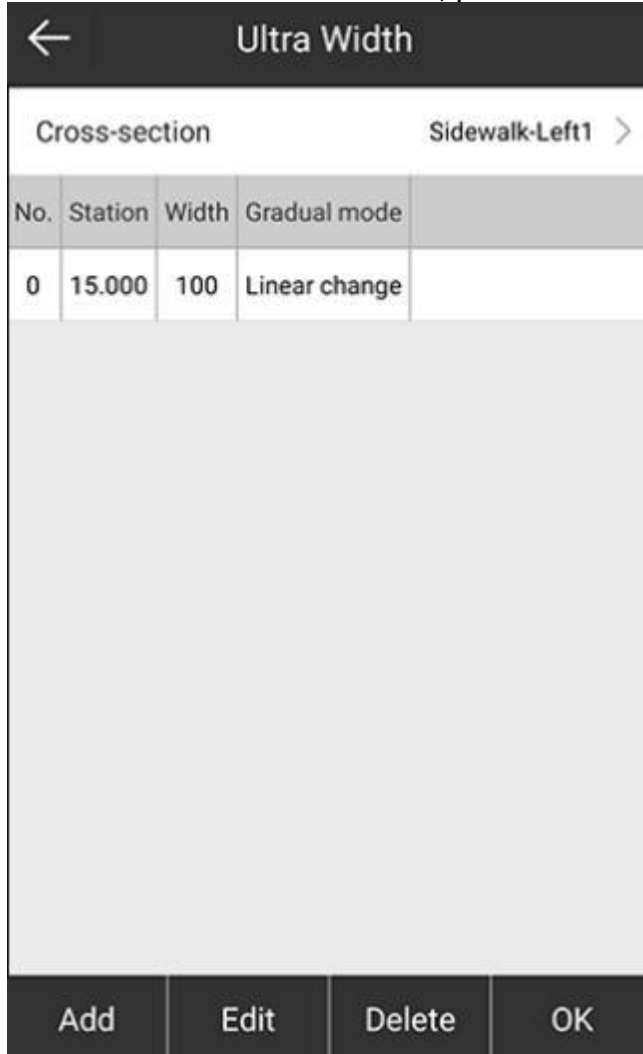 Ultra Width
Cross-section Sidewalk-Left1
No. Station Width Gradual mode
0 15.000 100 Linear change
Add Edit Delete OK